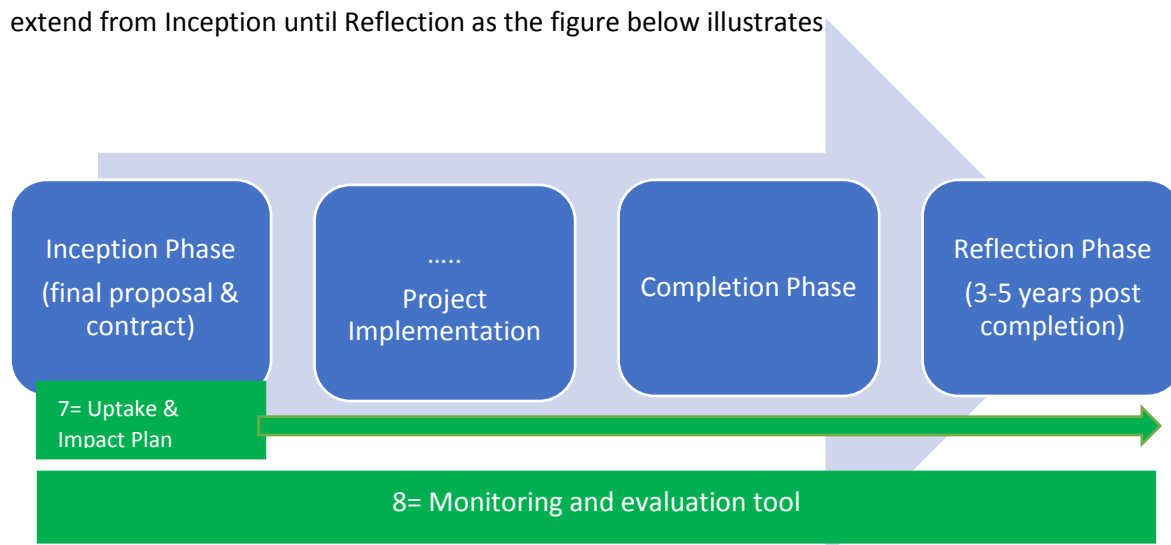 extend from Inception until Reflection as the figure below illustrates
Inception Phase
(final proposal &
contract)
.....
Project
Implementation
Completion Phase
Reflection Phase
(3-5 years post
completion)
7= Uptake &
Impact Plan
8= Monitoring and evaluation tool